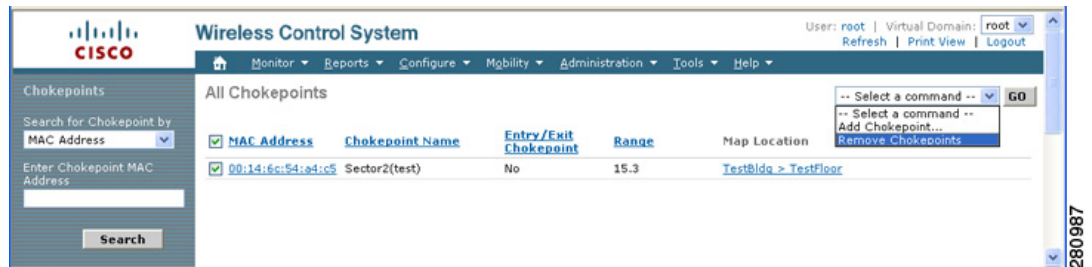 CISCO
Wireless Control System
User: root | Virtual Domain: root
Refresh | Print View | Logout
Monitor Reports Configure Mobility Administration Tools Help
Chokepoints
Search for Chokepoint by
MAC Address
Enter Chokepoint MAC
Address
Search
All Chokepoints
-- Select a command -- GO
-- Select a command --
Add Chokepoint...
Remove Chokepoints
MAC Address Chokepoint Name Entry/Exit Chokepoint Range Map Location
00:14:6c:54:a4:c5 Sector2(test) No 15.3 TestBldg > TestFloor
280987